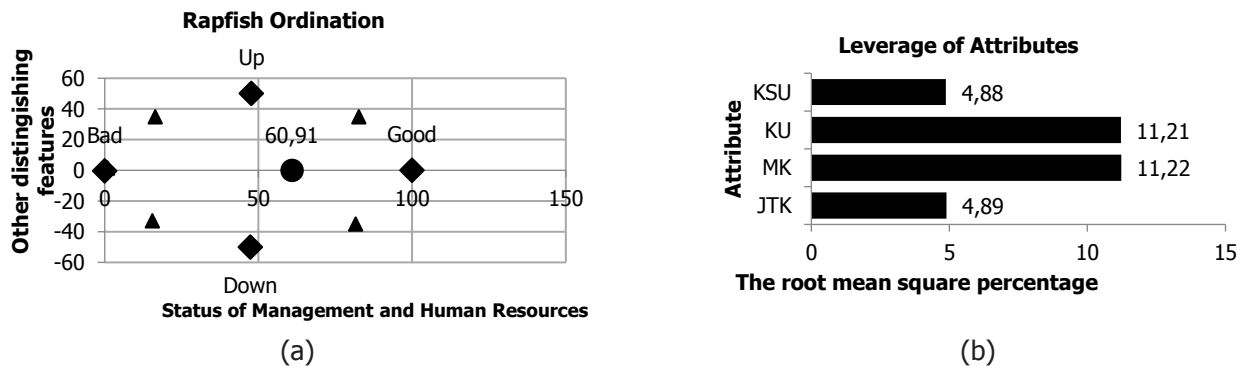 Rapfish Ordination
Other distingishing
features
Up
60
40
20
0
-20
-40
-60
Bad
60,91
Good
0
50
100
150
Down
Status of Management and Human Resources
(a)
Leverage of Attributes
Attribute
KSU
4,88
KU
11,21
MK
11,22
JTK
4,89
0
5
10
15
The root mean square percentage
(b)